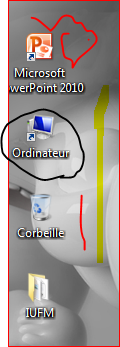 Microsoft
werPoint 2010
Ordinateur
Corbeille
IUFM